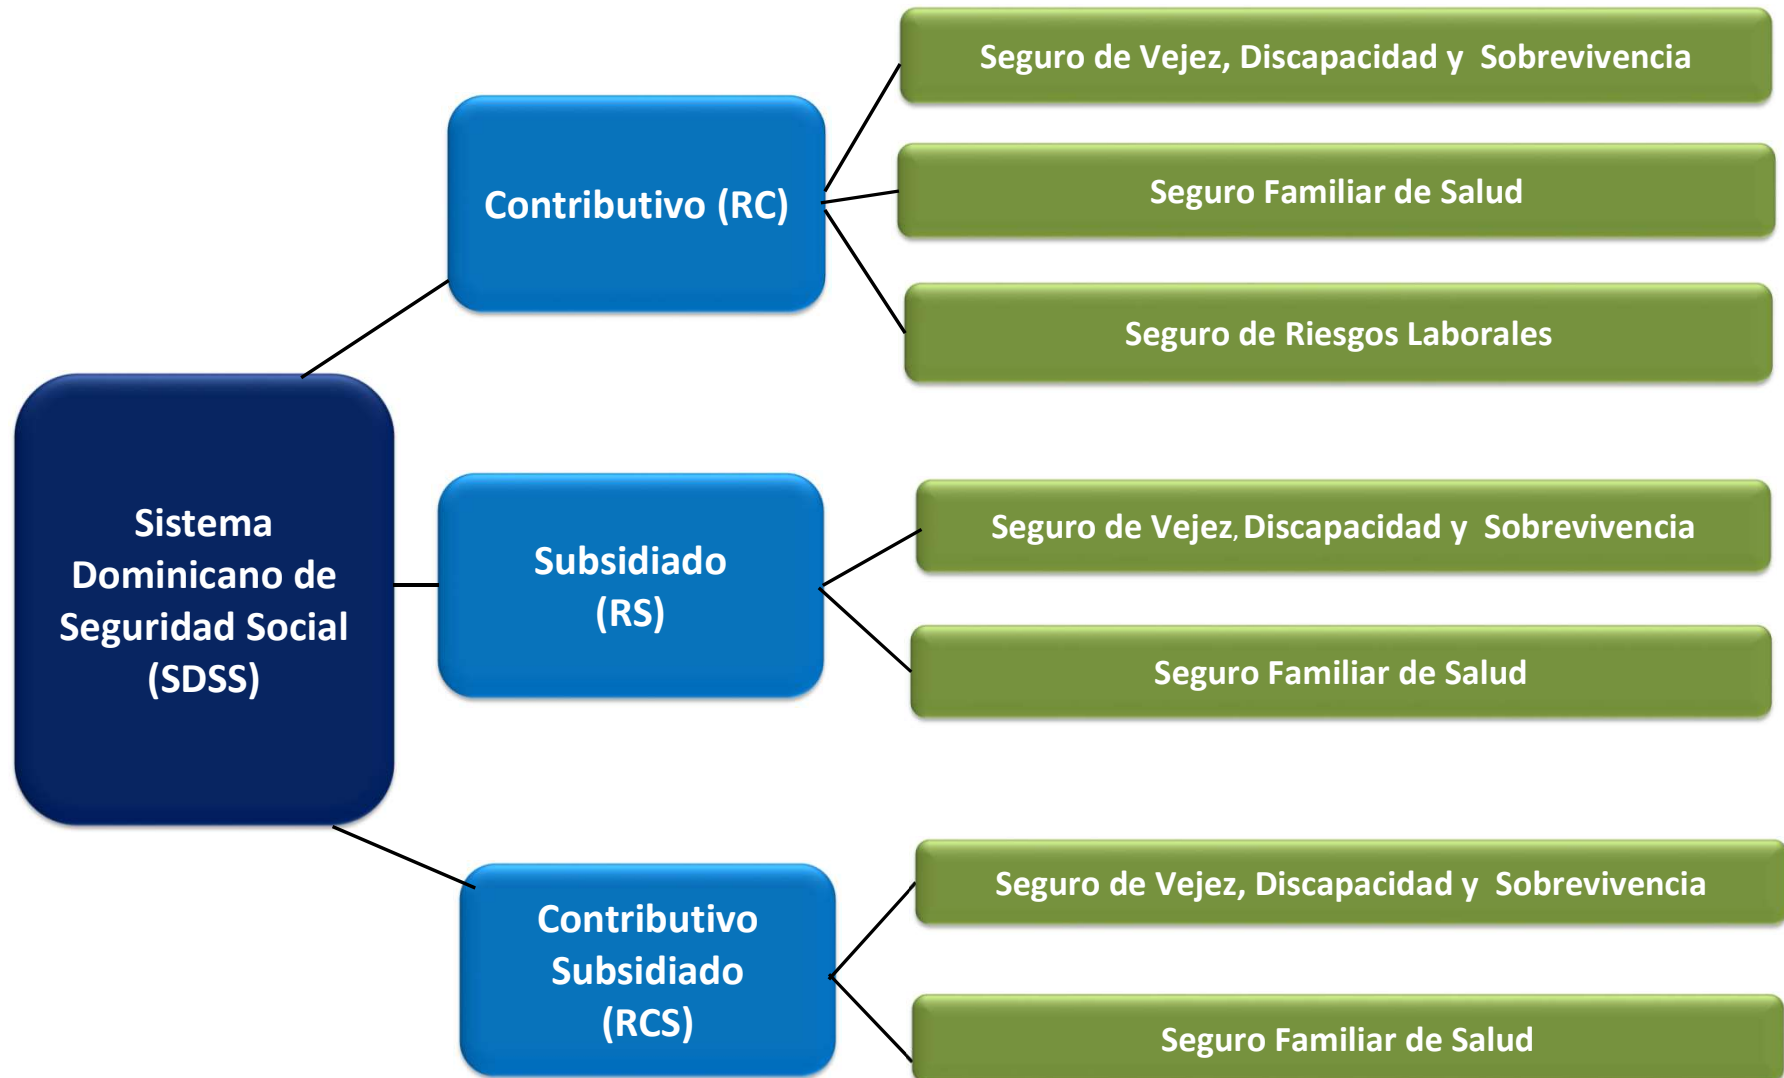 Sistema
Dominicano de
Seguridad Social
(SDSS)
Contributivo (RC)
Seguro de Vejez, Discapacidad y Sobrevivencia
Seguro Familiar de Salud
Seguro de Riesgos Laborales
Subsidiado
(RS)
Seguro de Vejez, Discapacidad y Sobrevivencia
Seguro Familiar de Salud
Contributivo
Subsidiado
(RCS)
Seguro de Vejez, Discapacidad y Sobrevivencia
Seguro Familiar de Salud